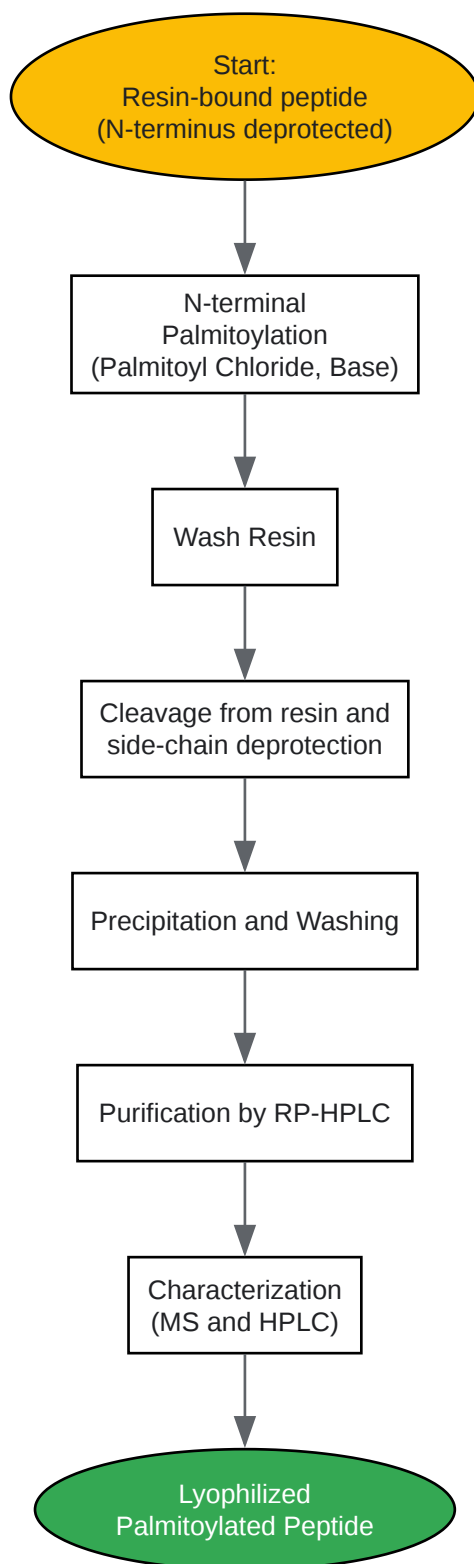 Start:
Resin-bound peptide
(N-terminus deprotected)
N-terminal
Palmitoylation
(Palmitoyl Chloride, Base)
Wash Resin
Cleavage from resin and
side-chain deprotection
Precipitation and Washing
Purification by RP-HPLC
Characterization
(MS and HPLC)
Lyophilized
Palmitoylated Peptide